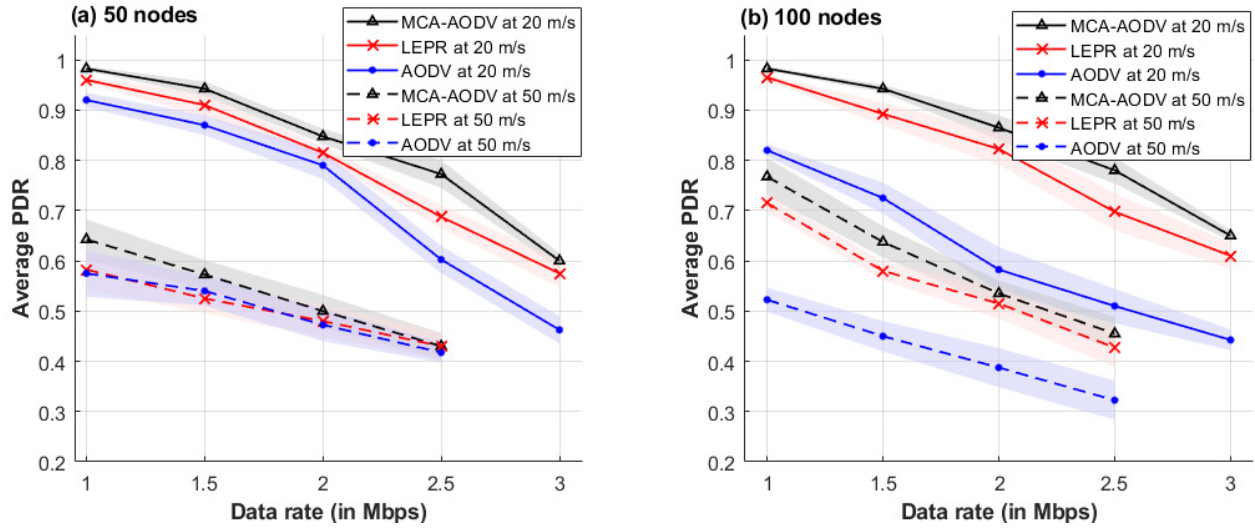 (a) 50 nodes
MCA-AODV at 20 m/s
LEPR at 20 m/s
AODV at 20 m/s
MCA-AODV at 50 m/s
LEPR at 50 m/s
AODV at 50 m/s
1
0.9
0.8
0.7
0.6
0.5
0.4
0.3
0.2
Average PDR
1
1.5
2
2.5
3
Data rate (in Mbps)
(b) 100 nodes
MCA-AODV at 20 m/s
LEPR at 20 m/s
AODV at 20 m/s
MCA-AODV at 50 m/s
LEPR at 50 m/s
AODV at 50 m/s
1
0.9
0.8
0.7
0.6
0.5
0.4
0.3
0.2
Average PDR
1
1.5
2
2.5
3
Data rate (in Mbps)